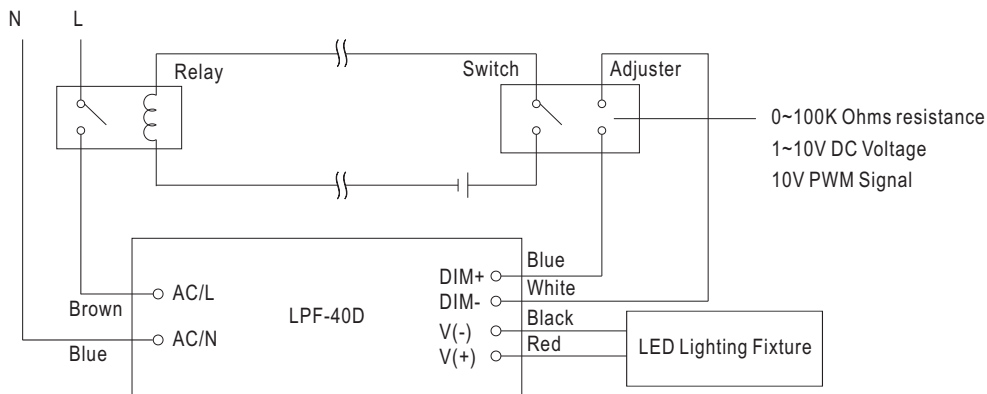 N L
Relay
Switch
Adjuster
0~100K Ohms resistance
1~10V DC Voltage
10V PWM Signal
Brown
Blue
AC/L
AC/N
LPF-40D
DIM+
DIM-
V(-)
V(+)
Blue
White
Black
Red
LED Lighting Fixture